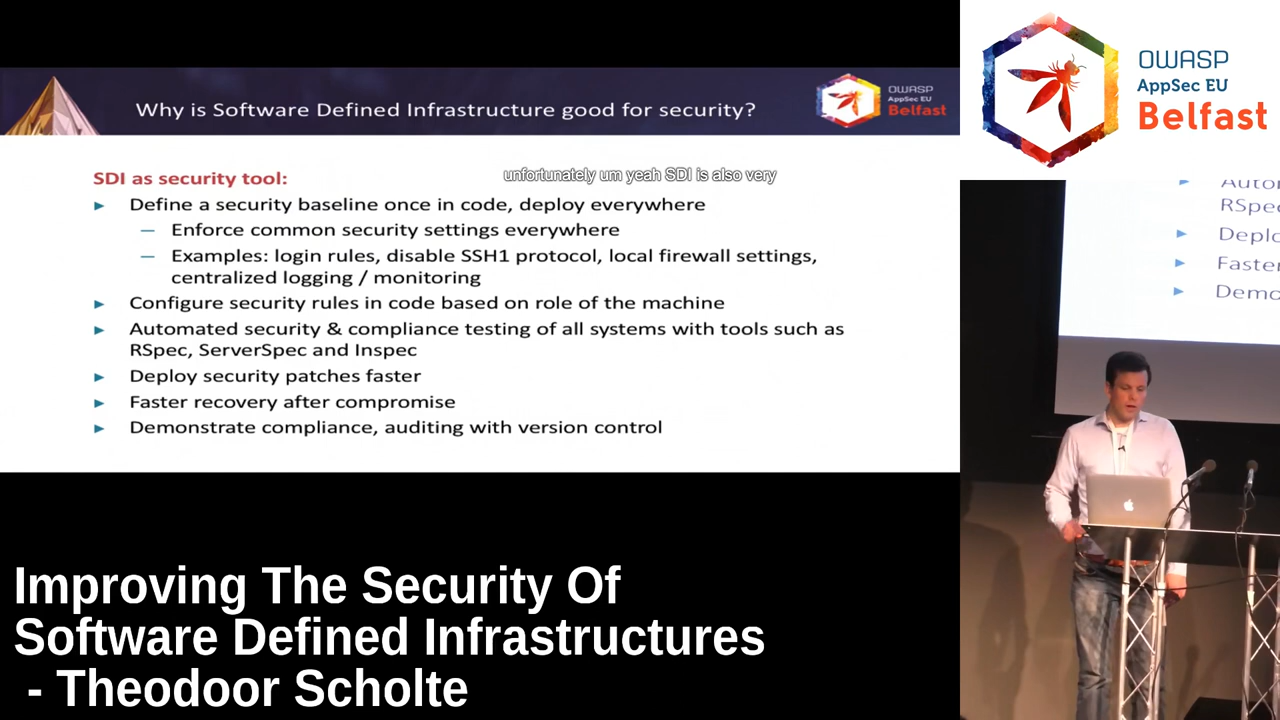 Why is Software Defined Infrastructure good for security?
OWASP
AppSec EU
Belfast
SDI as security tool:
unfortunately um yeah SDI is also very
► Define a security baseline once in code, deploy everywhere
— Enforce common security settings everywhere
— Examples: login rules, disable SSH1 protocol, local firewall settings,
centralized logging / monitoring
► Configure security rules in code based on role of the machine
► Automated security & compliance testing of all systems with tools such as
RSpec, ServerSpec and Inspec
► Deploy security patches faster
► Faster recovery after compromise
► Demonstrate compliance, auditing with version control
Improving The Security Of
Software Defined Infrastructures
- Theodoor Scholte
OWASP
AppSec EU
Belfast
Autom
RSpec
Deplo
Faster
Demo